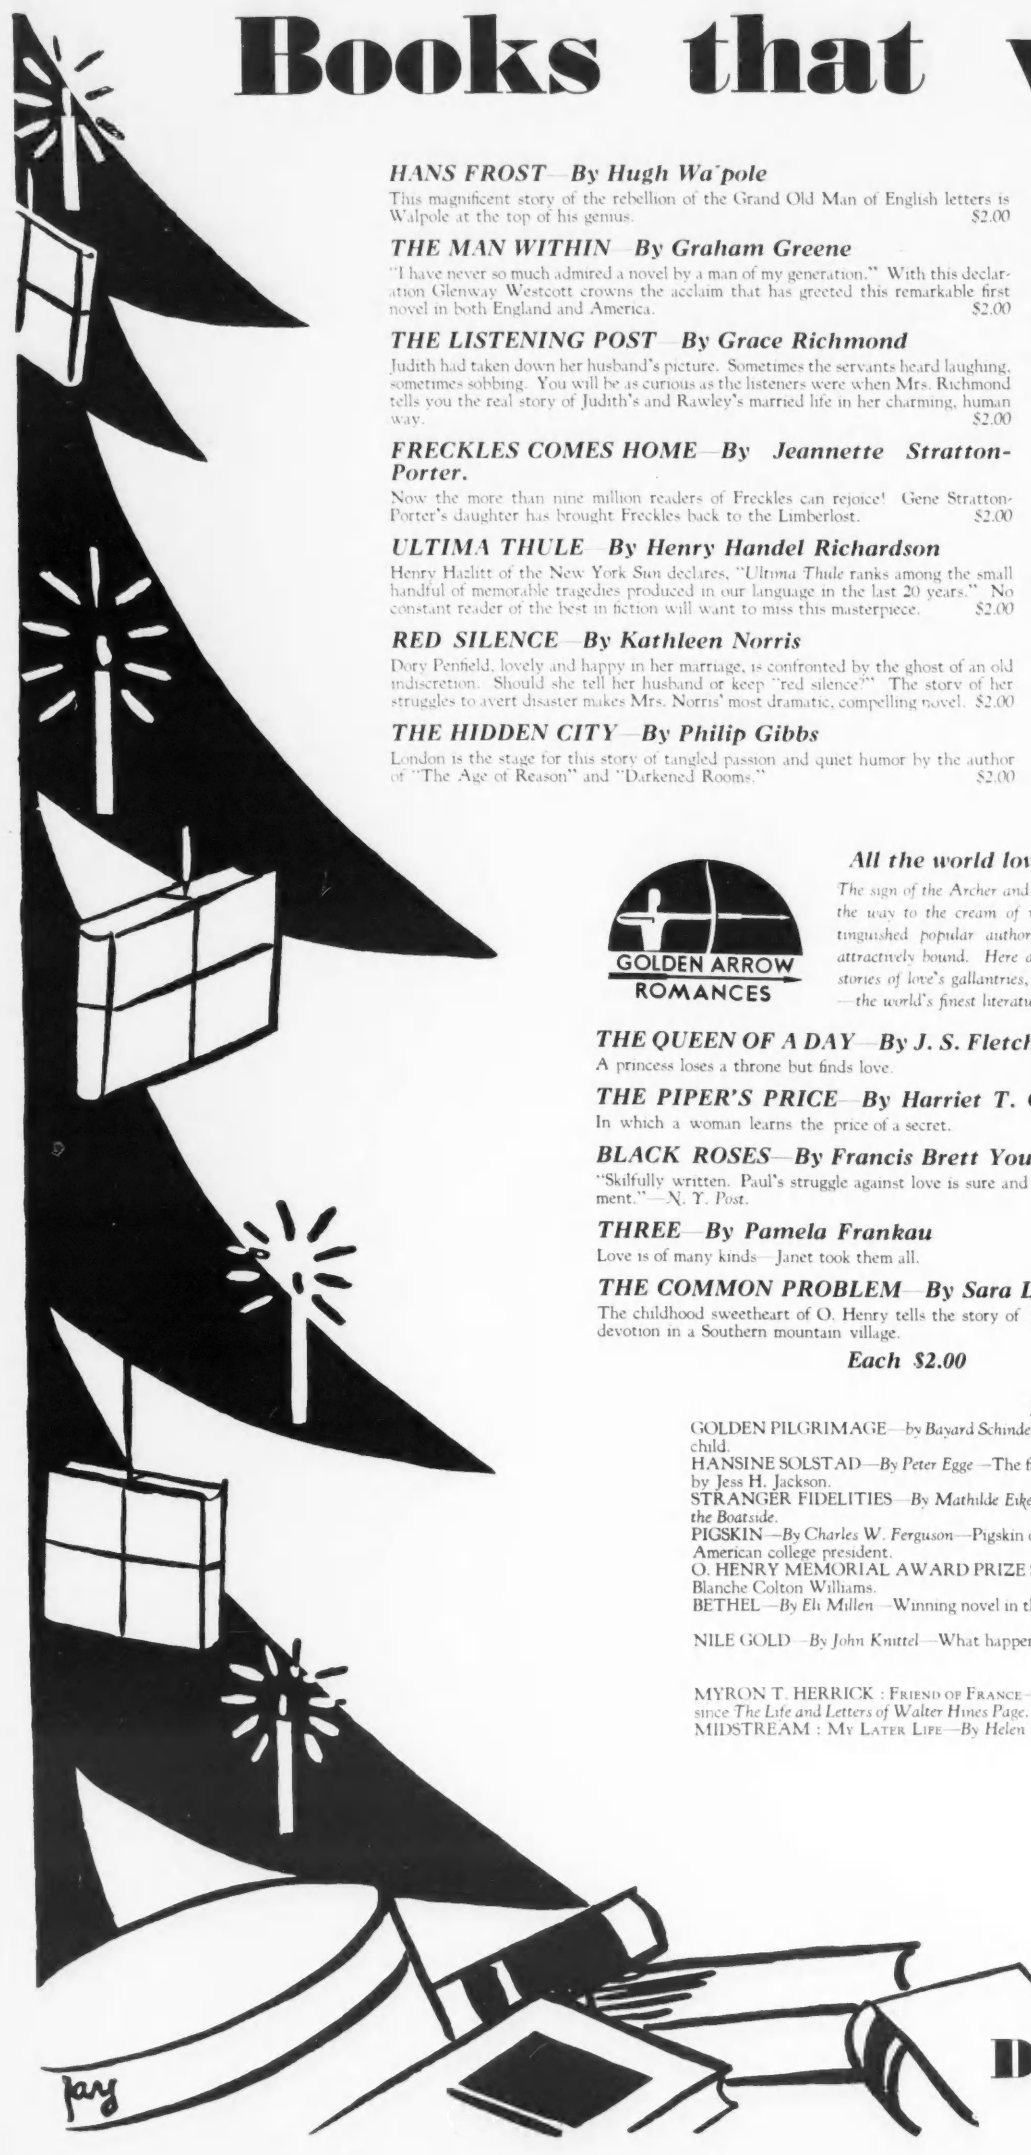 Books that
HANS FROST—By Hugh Wa'pole
This magnificent story of the rebellion of the Grand Old Man of English letters is
Walpole at the top of his genius. $2.00
THE MAN WITHIN—By Graham Greene
"I have never so much admired a novel by a man of my generation." With this declar-
ation Glenway Westcott crowns the acclaim that has greeted this remarkable first
novel in both England and America. $2.00
THE LISTENING POST—By Grace Richmond
Judith had taken down her husband's picture. Sometimes the servants heard laughing,
sometimes sobbing. You will be as curious as the listeners were when Mrs. Richmond
tells you the real story of Judith's and Rawley's married life in her charming, human
way. $2.00
FRECKLES COMES HOME—By Jeannette Stratton-
Porter.
Now the more than nine million readers of Freckles can rejoice! Gene Stratton-
Porter's daughter has brought Freckles back to the Limberlost. $2.00
ULTIMA THULE—By Henry Handel Richardson
Henry Hazlitt of the New York Sun declares, "Ultima Thule ranks among the small
handful of memorable tragedies produced in our language in the last 20 years." No
constant reader of the best in fiction will want to miss this masterpiece. $2.00
RED SILENCE—By Kathleen Norris
Dory Penfield, lovely and happy in her marriage, is confronted by the ghost of an old
indiscretion. Should she tell her husband or keep "red silence?" The story of her
struggles to avert disaster makes Mrs. Norris' most dramatic, compelling novel. $2.00
THE HIDDEN CITY—By Philip Gibbs
London is the stage for this story of tangled passion and quiet humor by the author
of "The Age of Reason" and "Darkened Rooms." $2.00
GOLDEN ARROW
ROMANCES
All the world lov
The sign of the Archer and
the way to the cream of
tinguished popular author
attractively bound. Here a
stories of love's gallantries,
—the world's finest literatu
THE QUEEN OF A DAY—By J. S. Fletch
A princess loses a throne but finds love.
THE PIPER'S PRICE—By Harriet T.
In which a woman learns the price of a secret.
BLACK ROSES—By Francis Brett You
"Skilfully written. Paul's struggle against love is sure and
ment."—N. Y. Post.
THREE—By Pamela Frankau
Love is of many kinds—Janet took them all.
THE COMMON PROBLEM—By Sara L
The childhood sweetheart of O. Henry tells the story of
devotion in a Southern mountain village.
Each $2.00
GOLDEN PILGRIMAGE—by Bayard Schinde
child.
HANSINE SOLSTAD—By Peter Egge—The fi
by Jess H. Jackson.
STRANGER FIDELITIES—By Mathilde Eike
the Boatside.
PIGSKIN—By Charles W. Ferguson—Pigskin
American college president.
O. HENRY MEMORIAL AWARD PRIZE
Blanche Colton Williams.
BETHEL—By Eli Millen—Winning novel in th
NILE GOLD—By John Knittel—What happen
MYRON T. HERRICK : FRIEND OF FRANCE—
since The Life and Letters of Walter Hines Page.
MIDSTREAM : MY LATER LIFE—By Helen
D